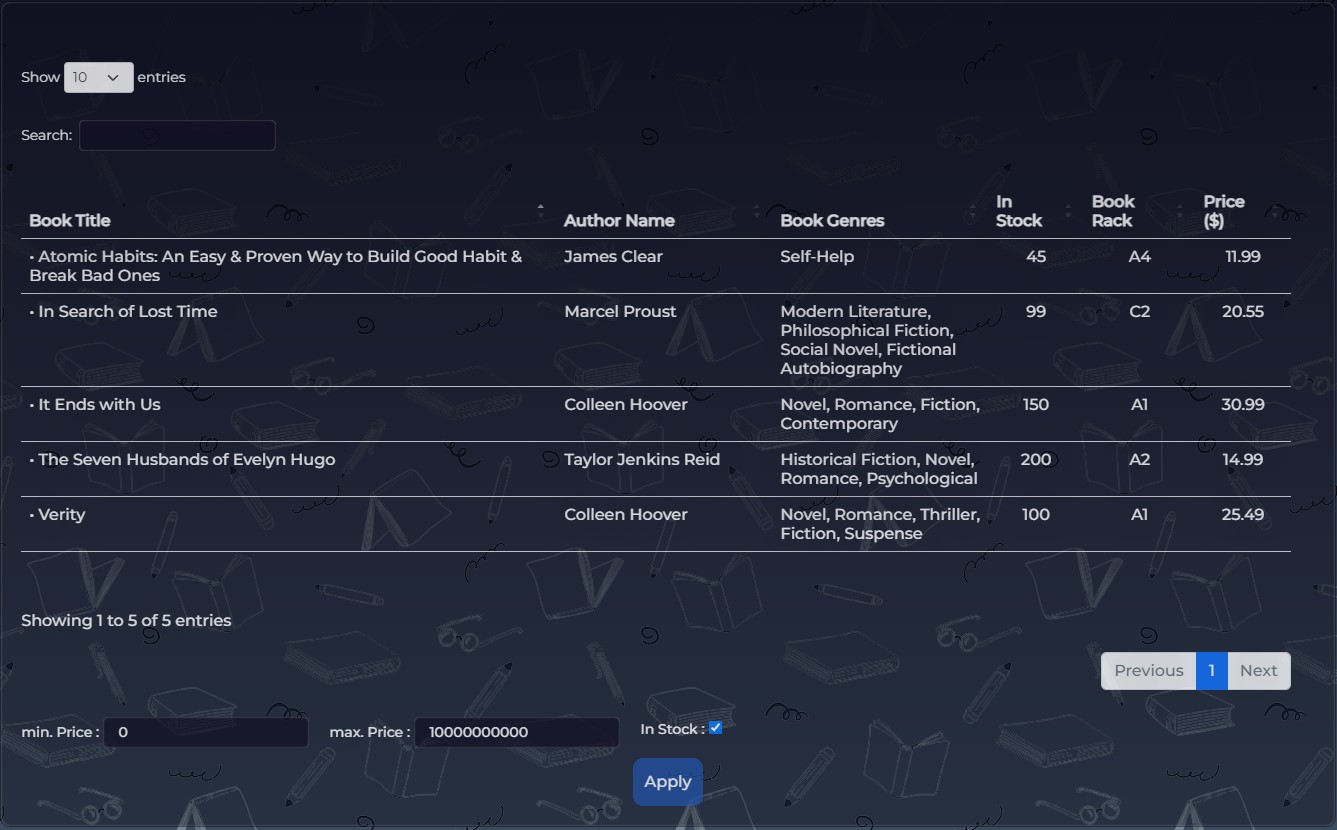 Show 10 entries
Search:
Book Title Author Name Book Genres In Stock Book Rack Price ($)
• Atomic Habits: An Easy & Proven Way to Build Good Habit & James Clear Self-Help 45 A4 11.99
Break Bad Ones
• In Search of Lost Time Marcel Proust Modern Literature, 99 C2 20.55
Philosophical Fiction,
Social Novel, Fictional
Autobiography
• It Ends with Us Colleen Hoover Novel, Romance, Fiction, 150 A1 30.99
Contemporary
• The Seven Husbands of Evelyn Hugo Taylor Jenkins Reid Historical Fiction, Novel, 200 A2 14.99
Romance, Psychological
• Verity Colleen Hoover Novel, Romance, Thriller, 100 A1 25.49
Fiction, Suspense
Showing 1 to 5 of 5 entries
Previous 1 Next
min. Price : 0 max. Price : 10000000000 In Stock :
Apply